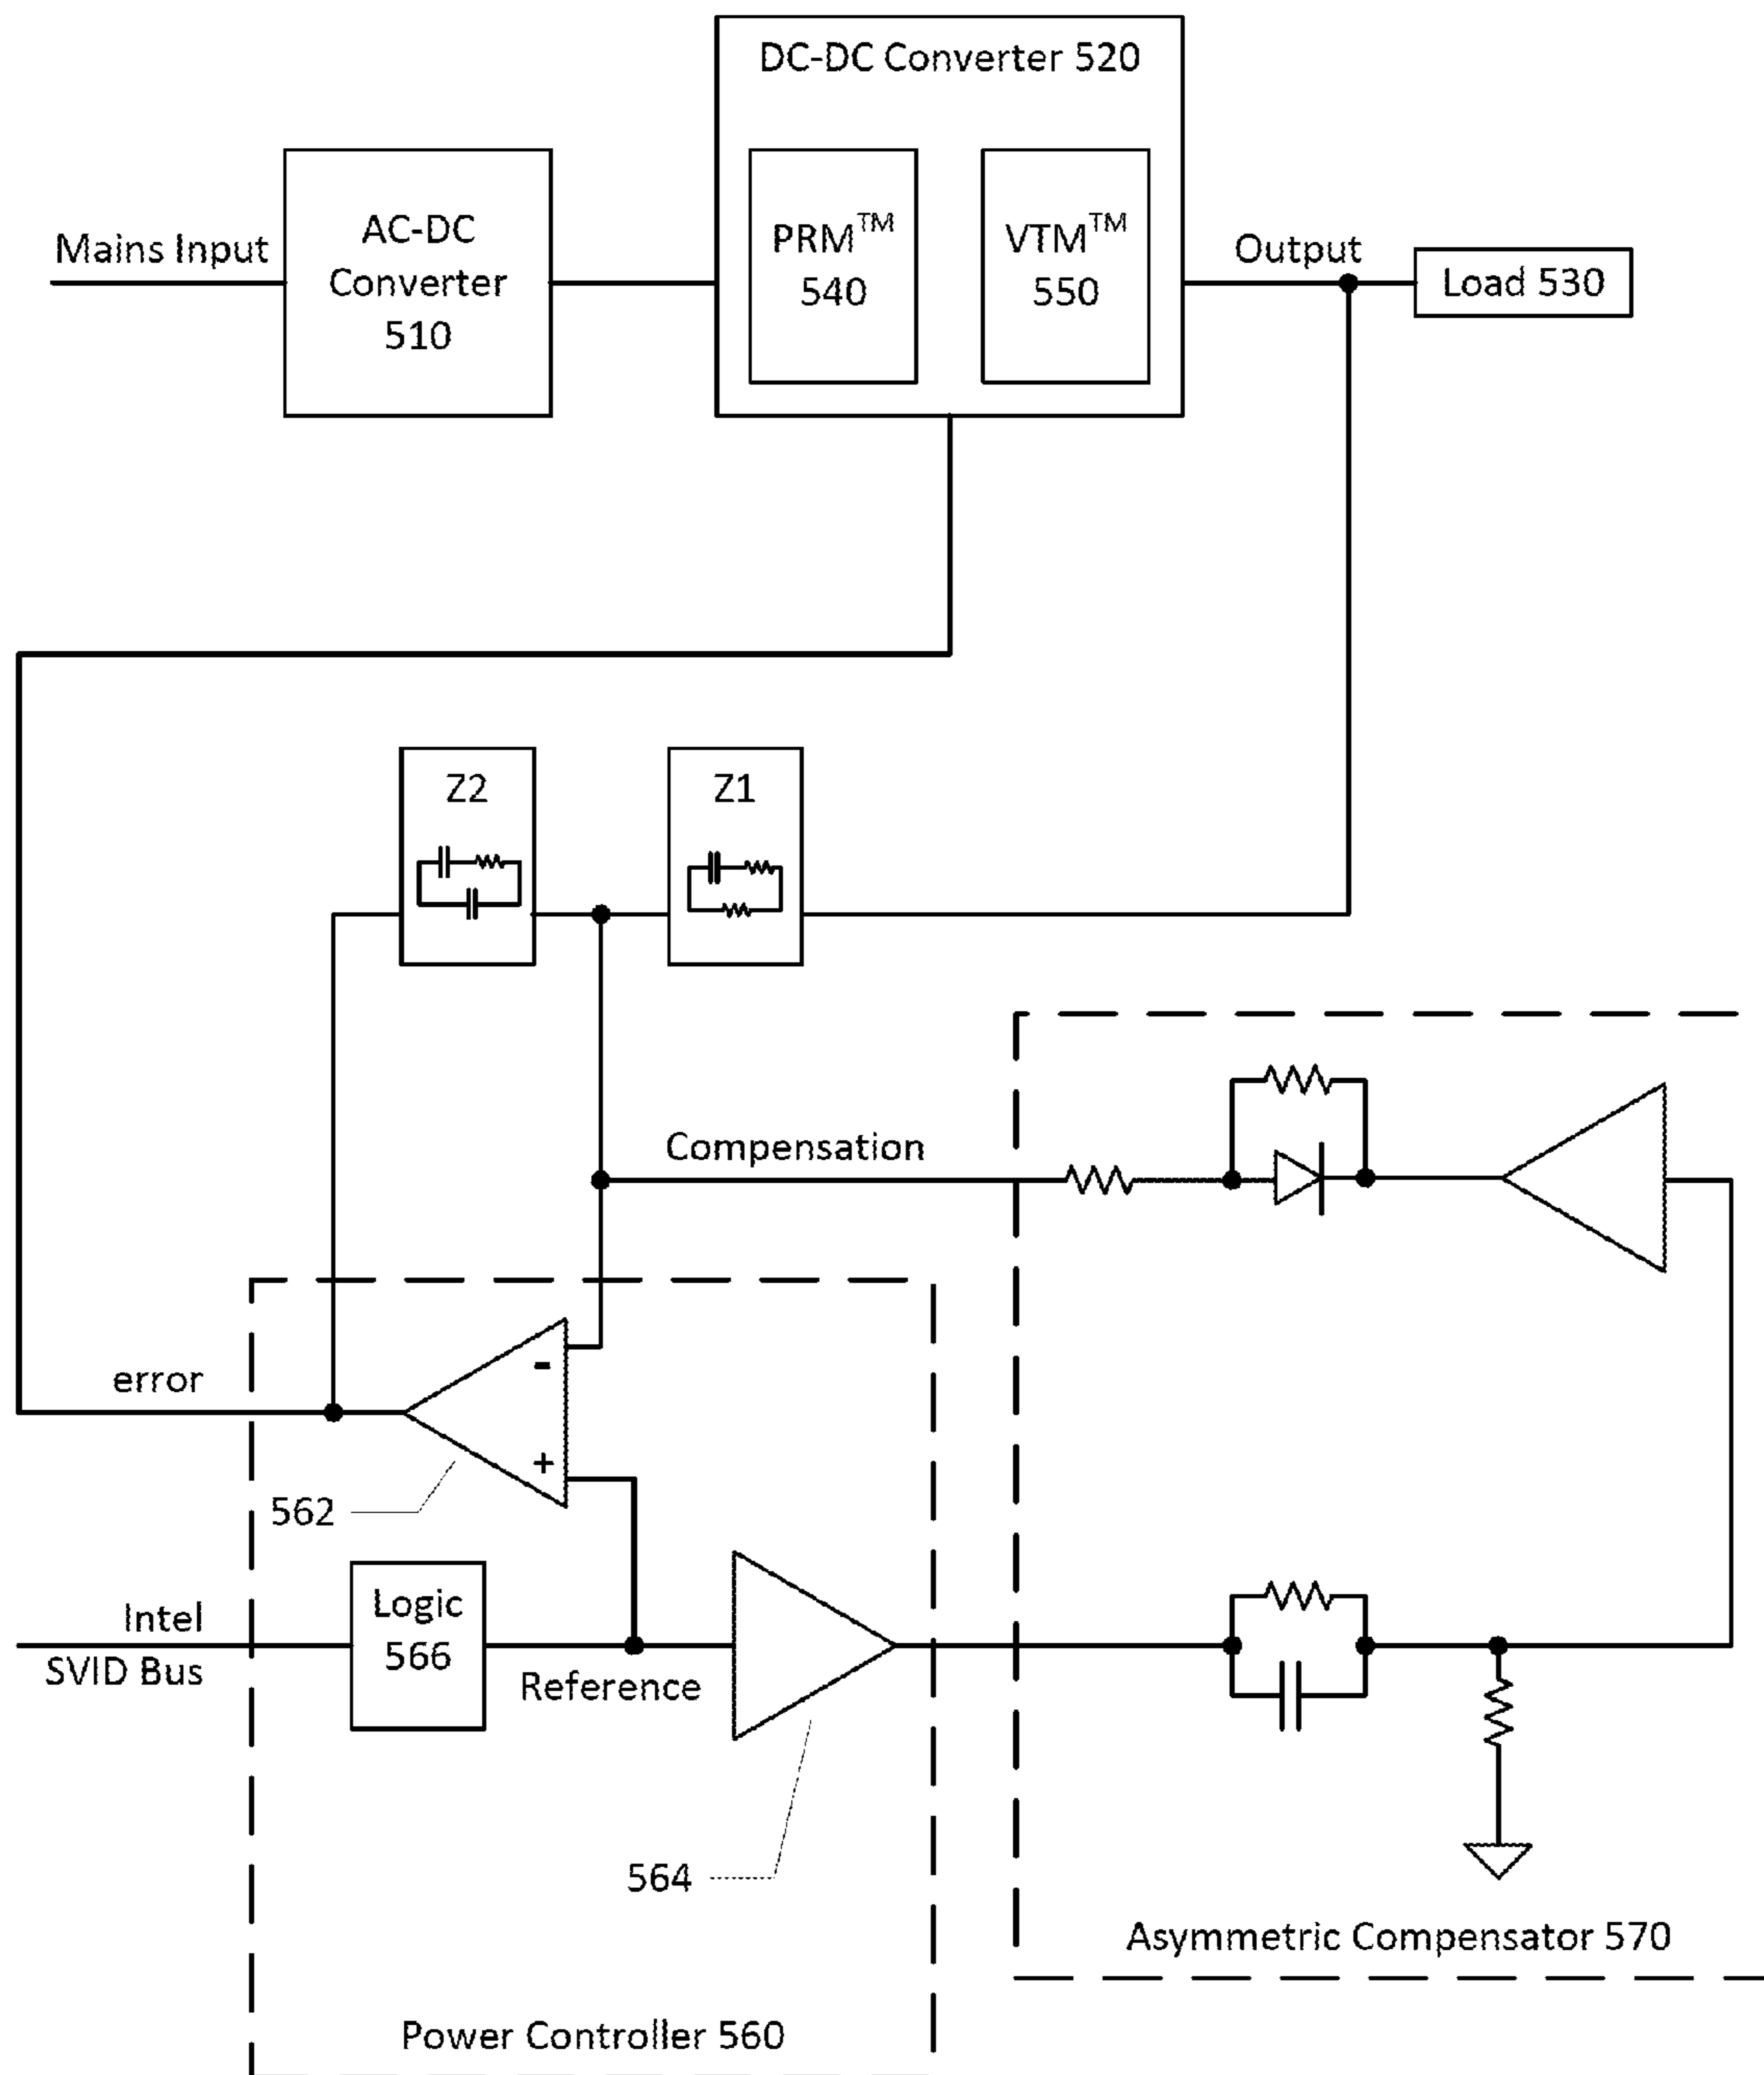 DC-DC Converter 520
AC-DC
Converter
510
PRM™
540
VTM™
550
Mains Input
Output
Load 530
Z2
Z1
Compensation
-
error
+
562
Intel
SVID Bus
Logic
566
Reference
564
Asymmetric Compensator 570
Power Controller 560